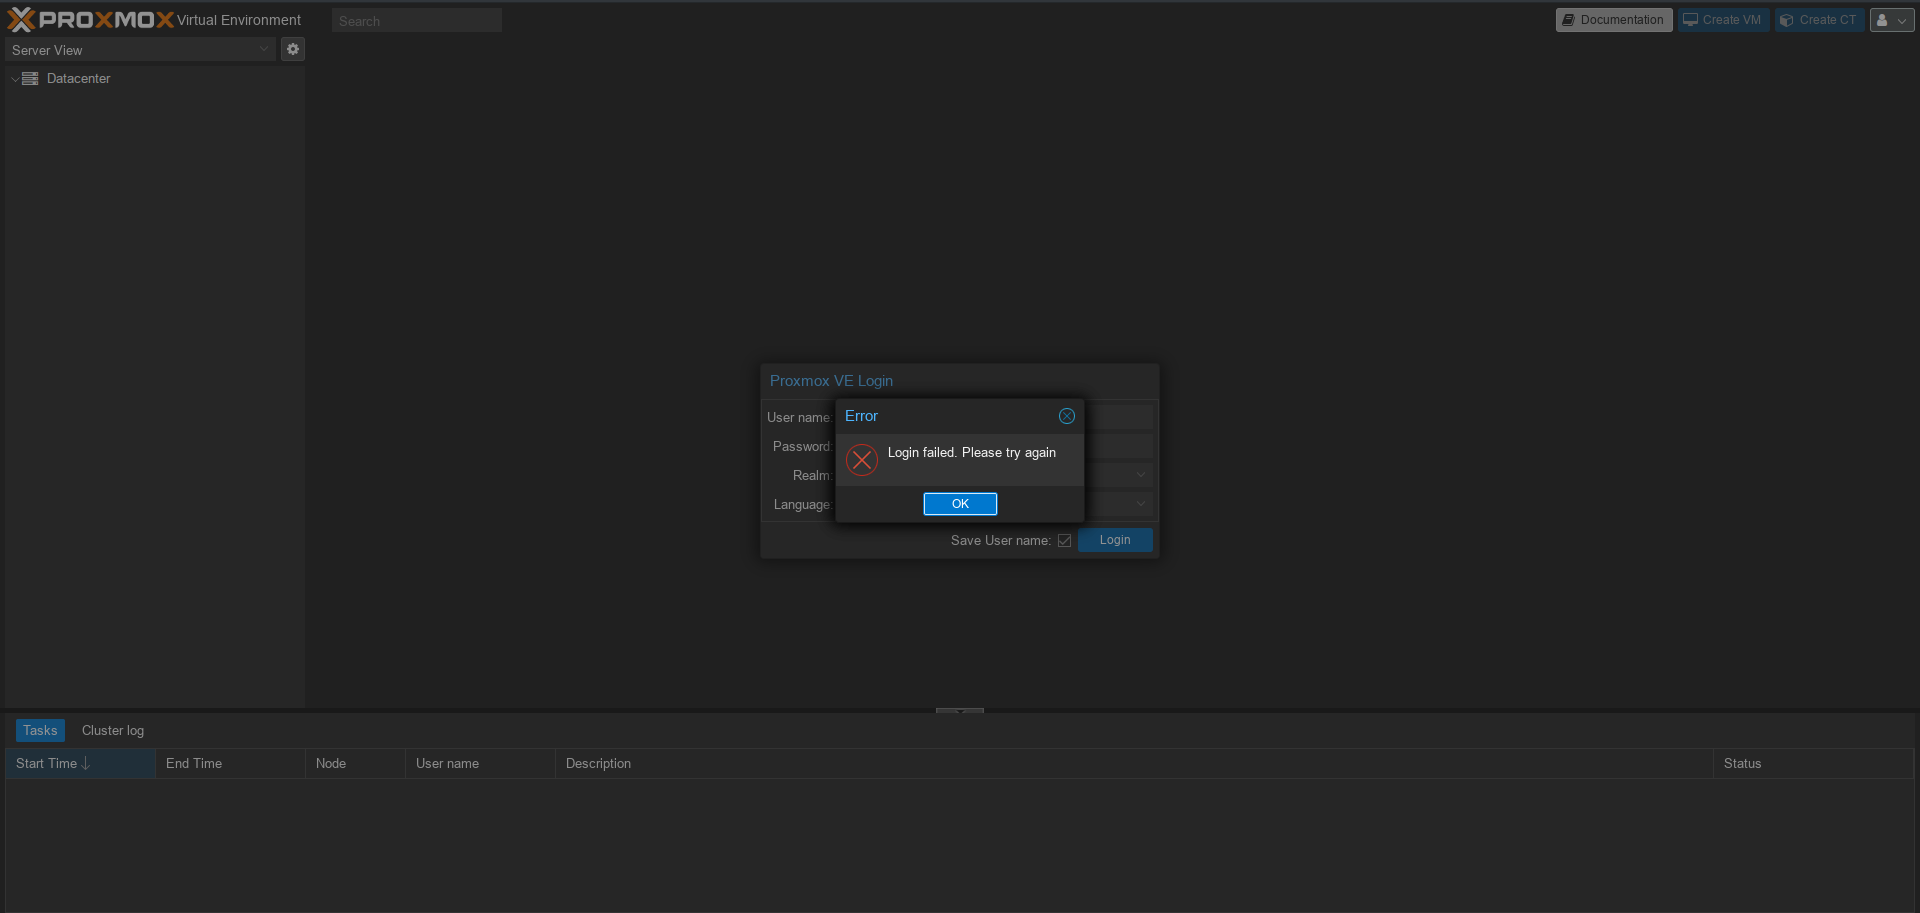 PROXMOX Virtual Environment
Search
Documentation
Create VM
Create CT
Server View
Datacenter
Proxmox VE Login
User name:
Error
Password:
Login failed. Please try again
Realm:
Language:
OK
Save User name:
Login
Tasks
Cluster log
Start Time
End Time
Node
User name
Description
Status